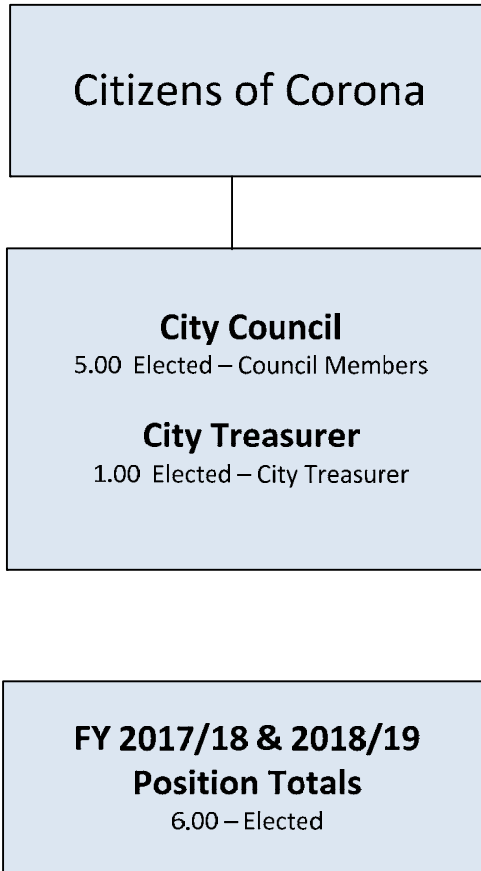 Citizens of Corona
City Council
5.00 Elected – Council Members
City Treasurer
1.00 Elected – City Treasurer
FY 2017/18 & 2018/19
Position Totals
6.00 – Elected